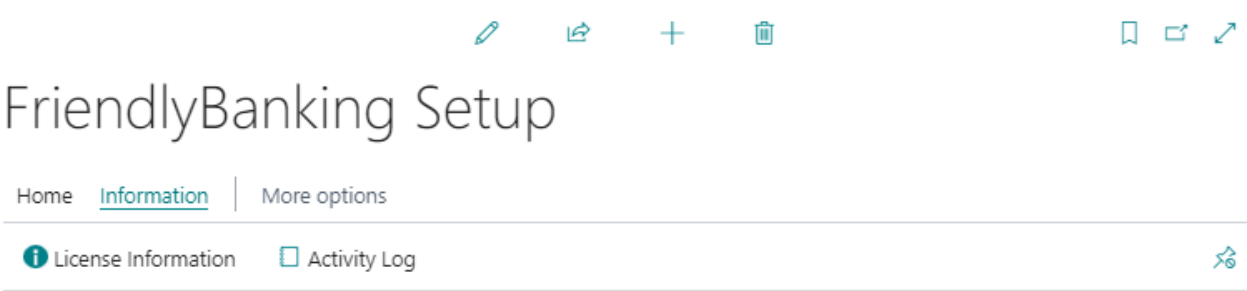 FriendlyBanking Setup
Home Information More options
License Information Activity Log